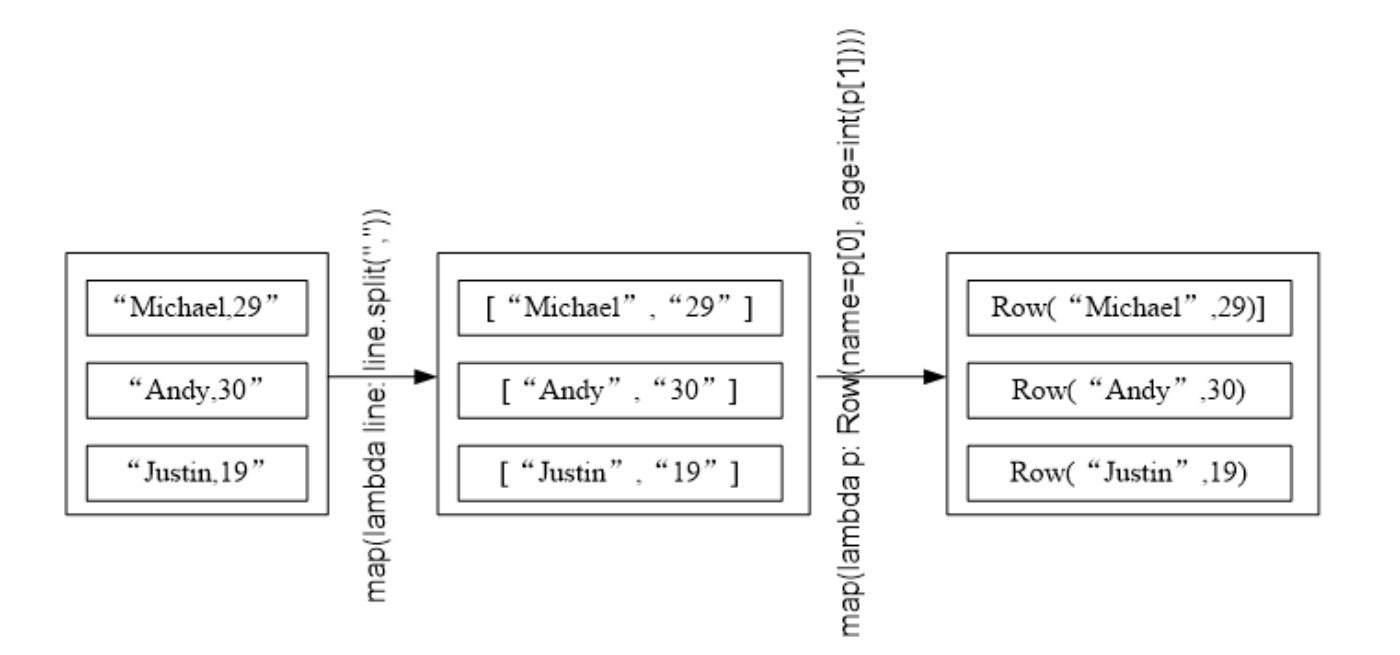 “Michael,29”
“Andy,30”
“Justin,19”
map(lambda line: line.split(","))
[ “Michael” , “29” ]
[ “Andy” , “30” ]
[ “Justin” , “19” ]
map(lambda p: Row(name=p[0], age=int(p[1])))
Row( “Michael” ,29)]
Row( “Andy” ,30)
Row( “Justin” ,19)